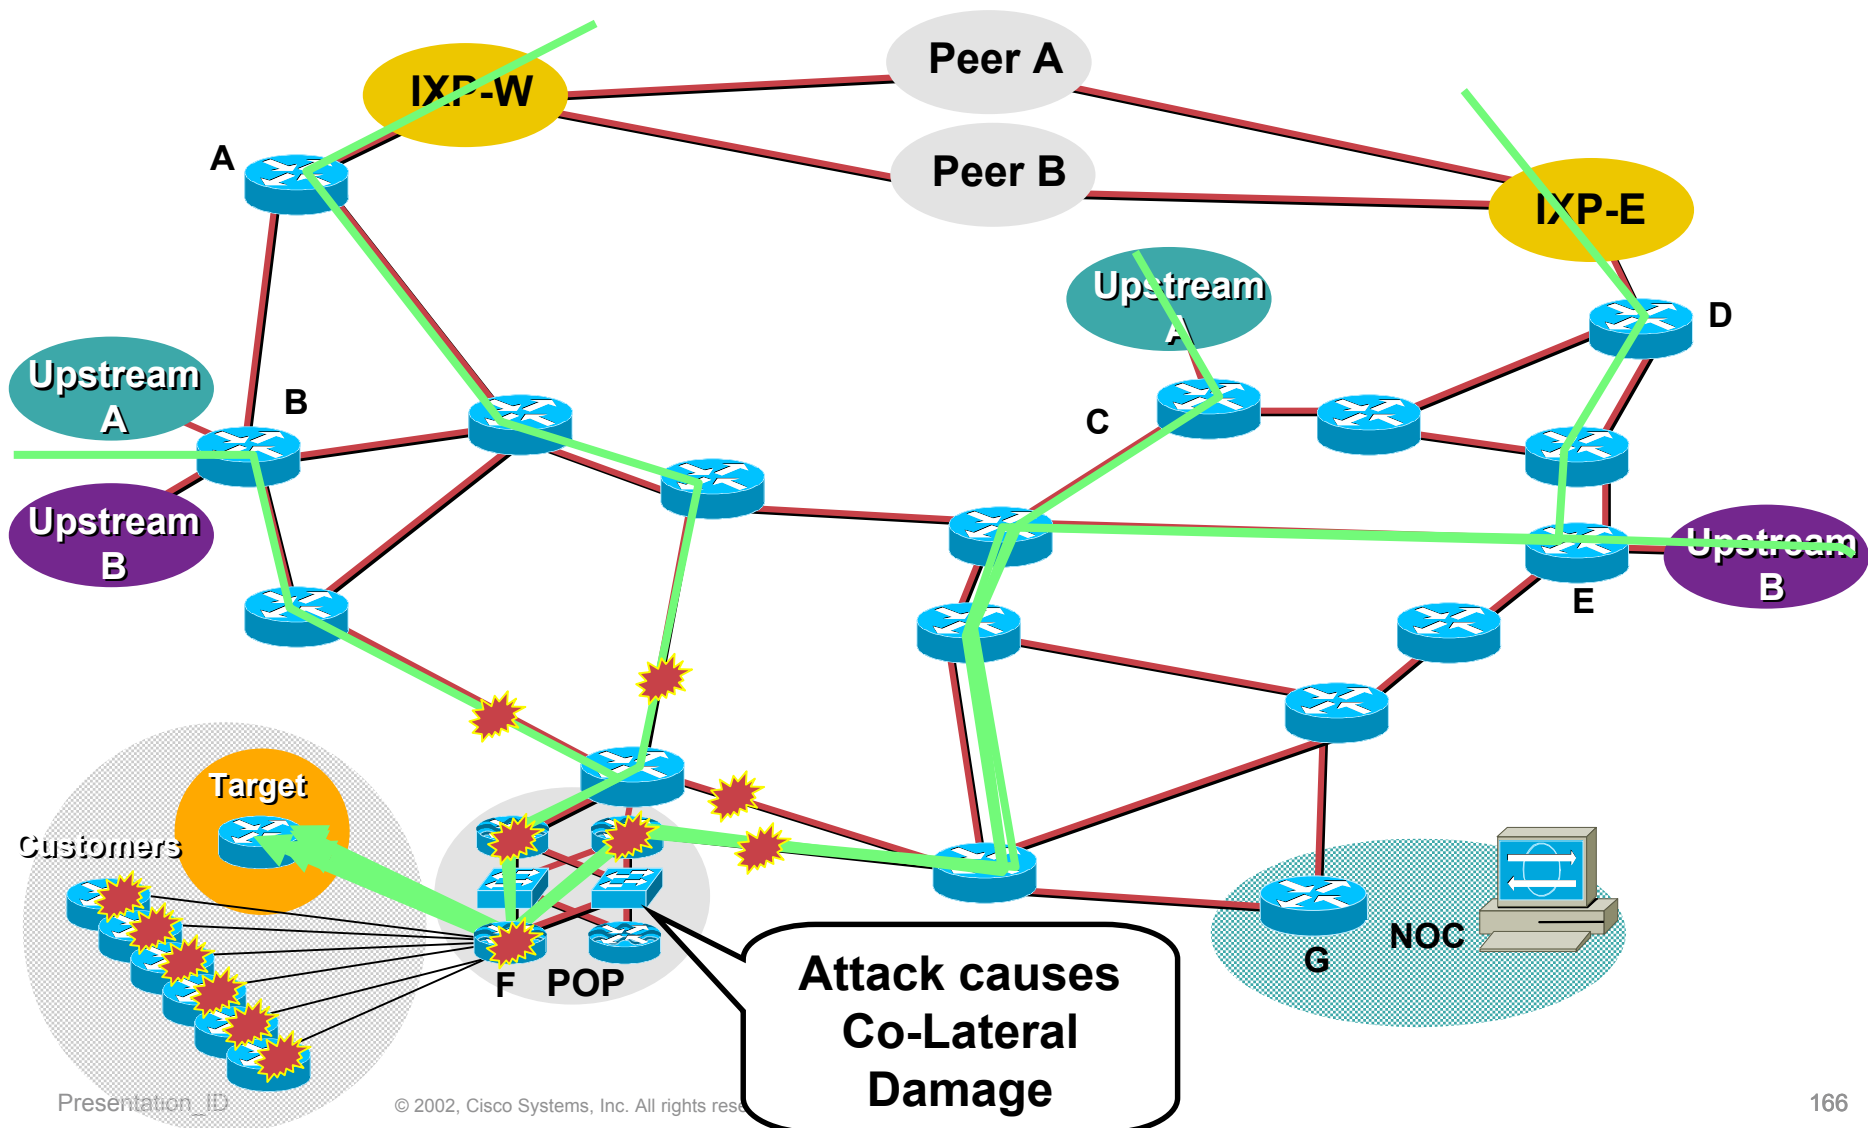 Peer A
IXP-W
A
Peer B
IXP-E
Upstream
A
D
Upstream
A
B
C
Upstream
B
Upstream
B
E
Target
Customers
F
POP
G
NOC
Attack causes
Co-Lateral
Damage
Presentation_ID
© 2002, Cisco Systems, Inc. All rights rese
166